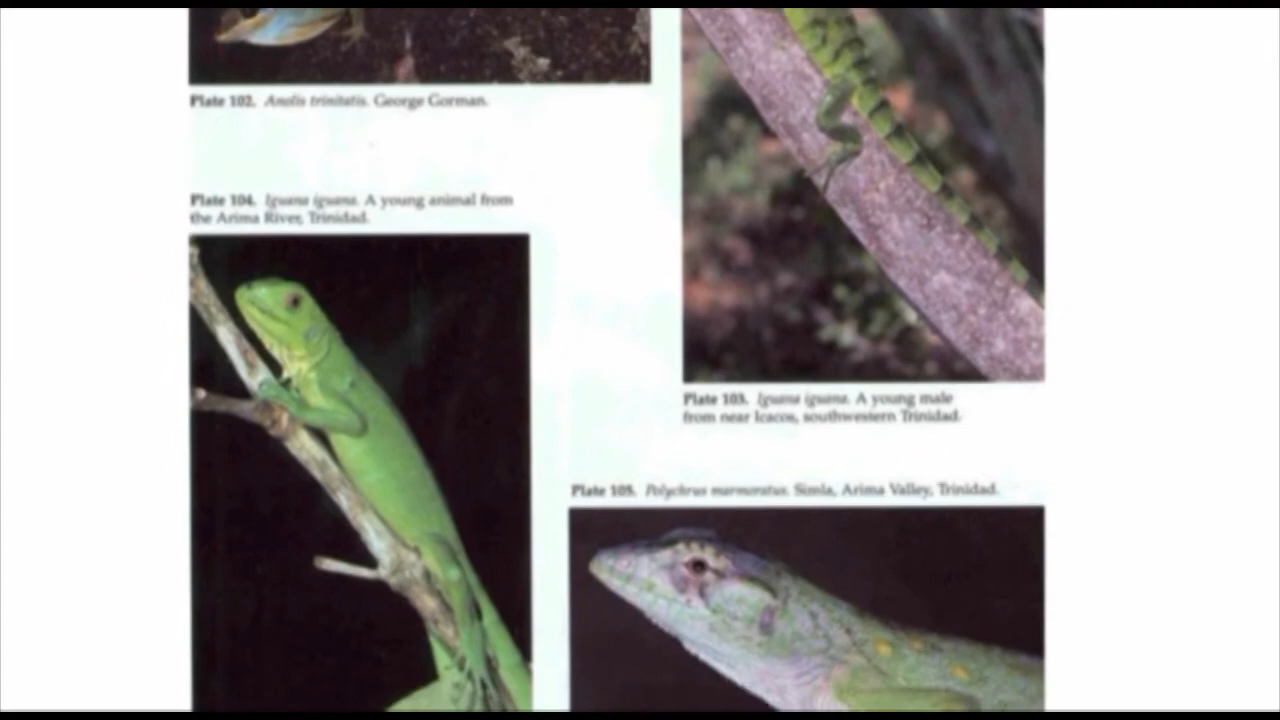 Plate 102. Anolis trinitatis. George Gorman.
Plate 104. Iguana iguana. A young animal from
the Arima River, Trinidad.
Plate 103. Iguana iguana. A young male
from near Icacos, southwestern Trinidad.
Plate 105. Polychrus marmoratus. Simla, Arima Valley, Trinidad.